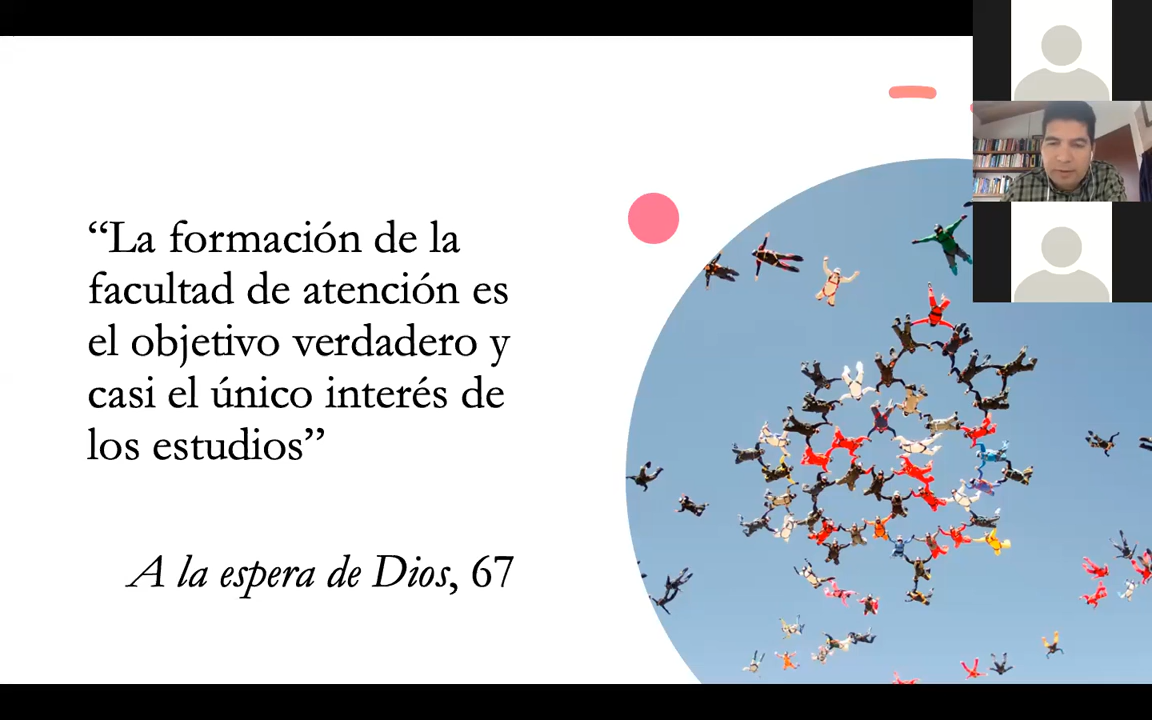 “La formación de la
facultad de atención es
el objetivo verdadero y
casi el único interés de
los estudios”
A la espera de Dios, 67